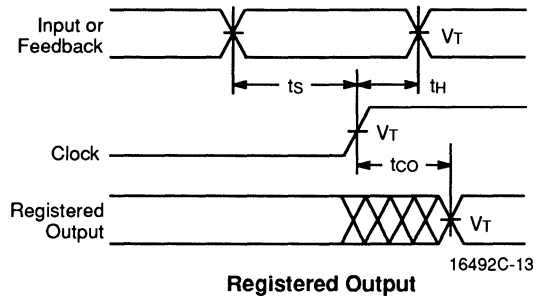 Input or
Feedback
VT
tS
tH
VT
Clock
tCO
Registered
Output
VT
16492C-13
Registered Output